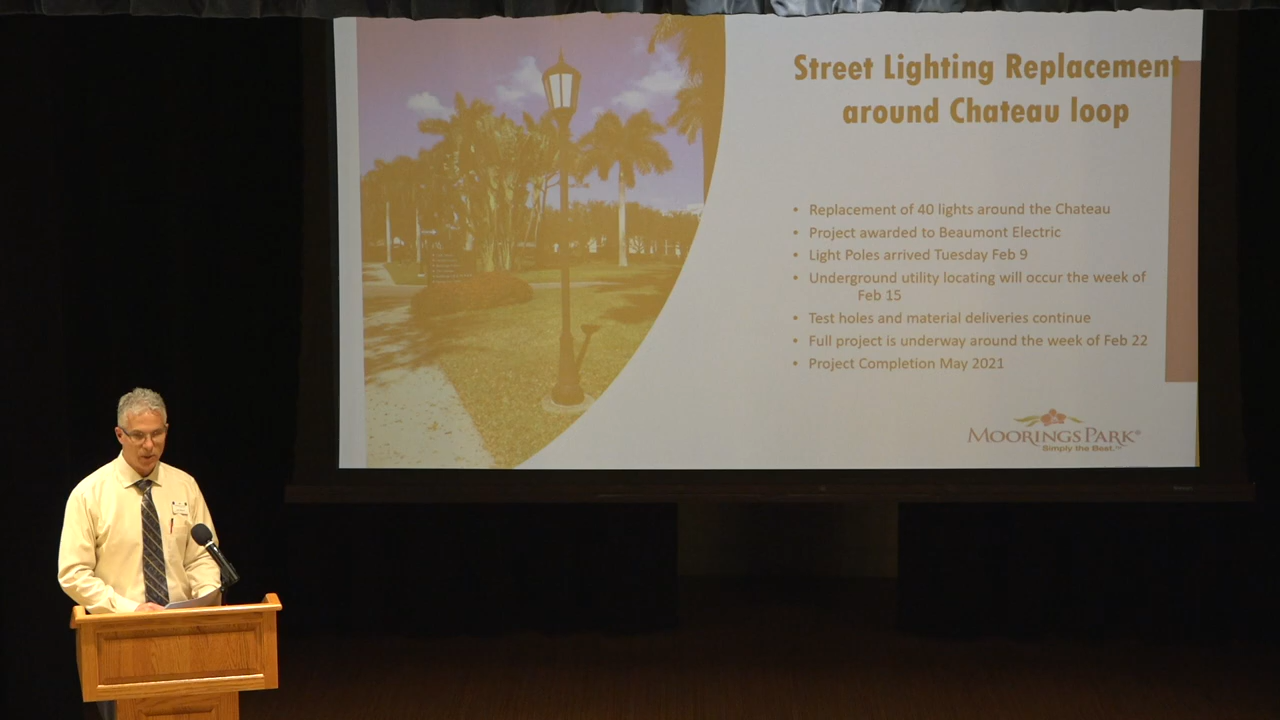 Street Lighting Replacement
around Chateau loop
• Replacement of 40 lights around the Chateau
• Project awarded to Beaumont Electric
• Light Poles arrived Tuesday Feb 9
• Underground utility locating will occur the week of
Feb 15
• Test holes and material deliveries continue
• Full project is underway around the week of Feb 22
• Project Completion May 2021
MOORINGS PARK®
Simply the Best.™